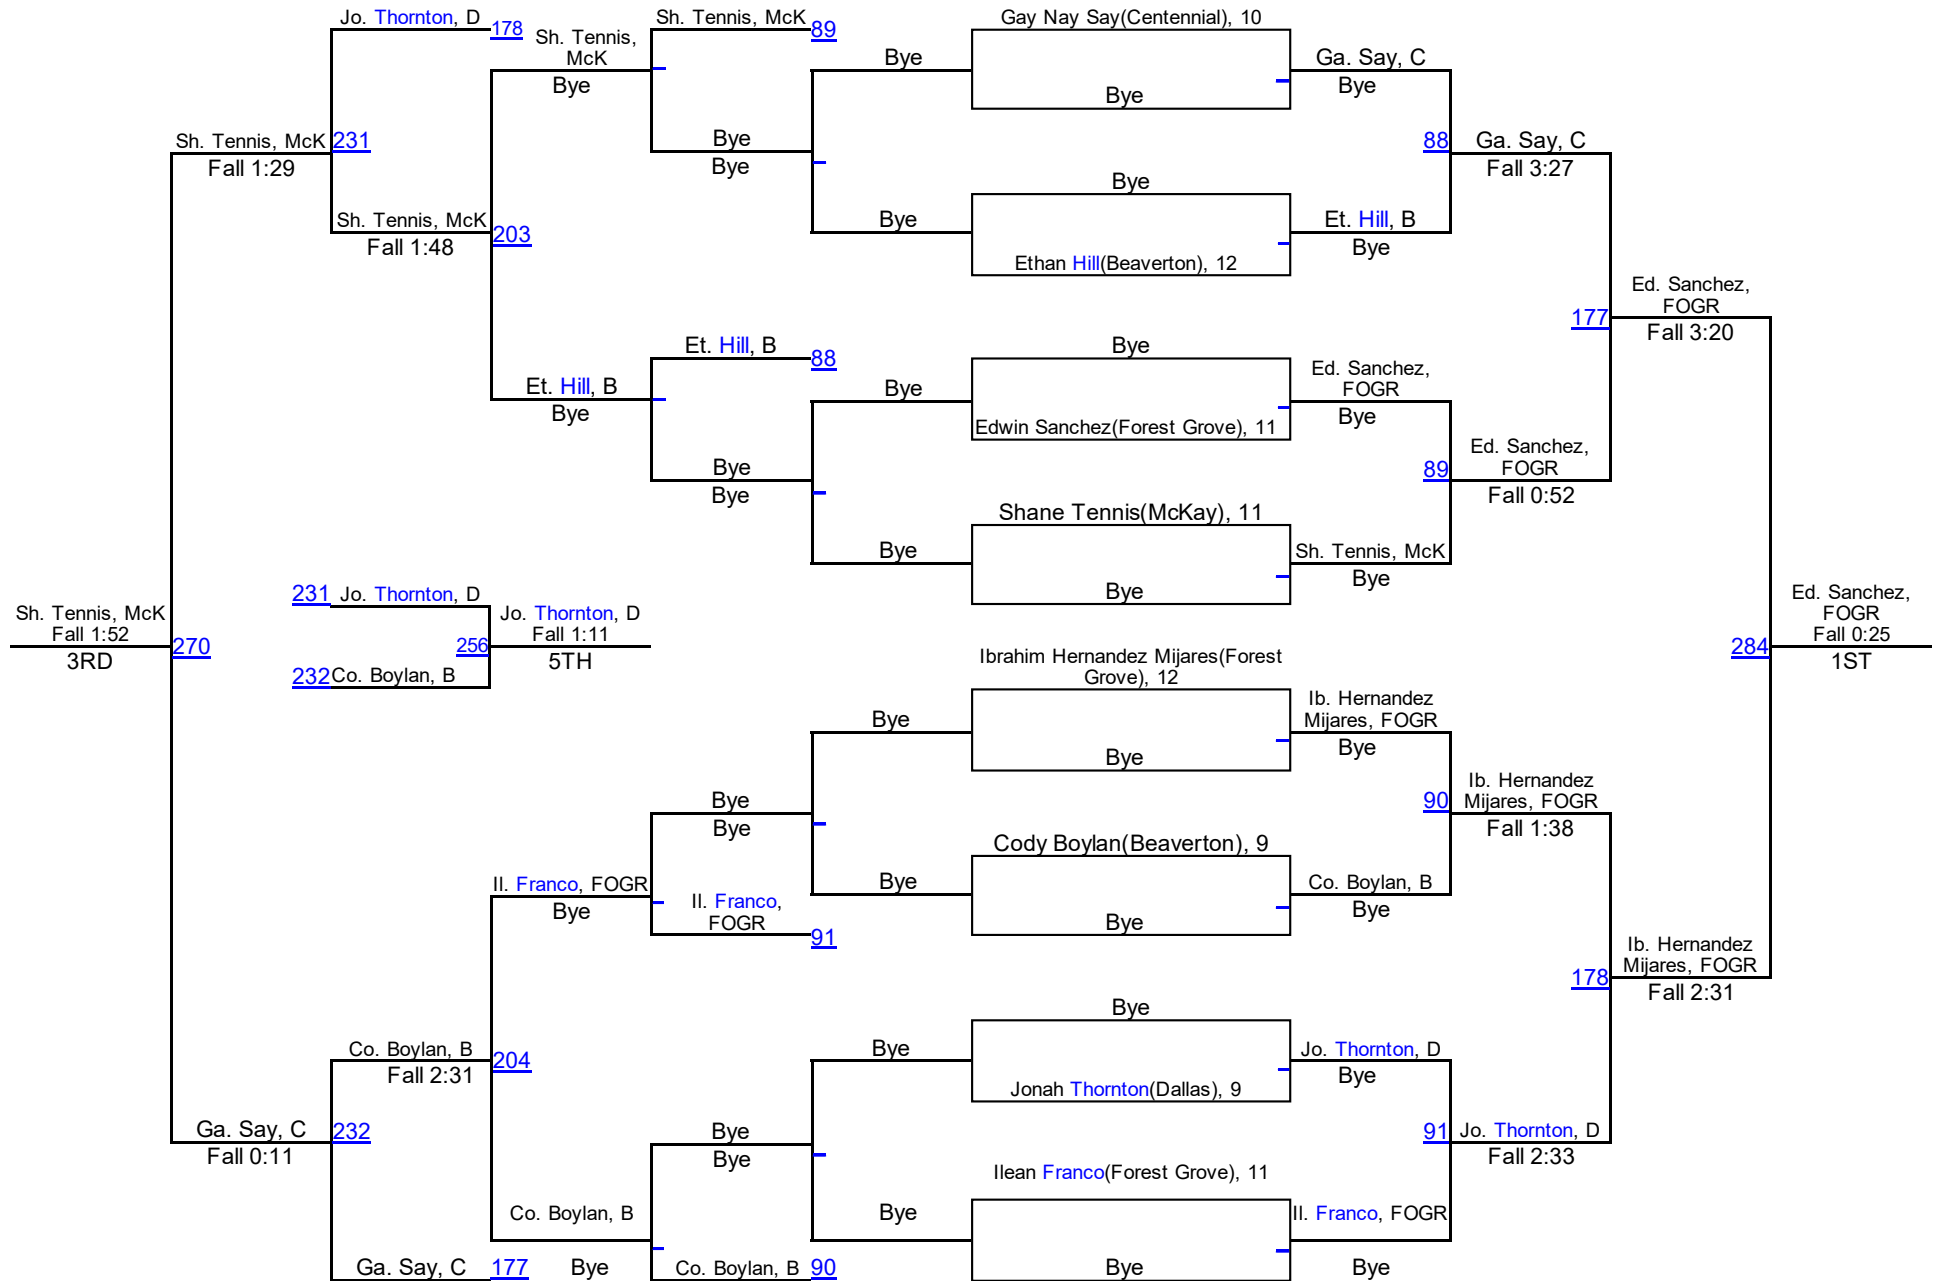 Jo. Thornton, D
178
Sh. Tennis, McK
89
Gay Nay Say(Centennial), 10
Sh. Tennis,
McK
Bye
Bye
Bye
Ga. Say, C
Bye
Sh. Tennis, McK
Fall 1:29
231
Bye
Bye
88
Ga. Say, C
Fall 3:27
Bye
Sh. Tennis, McK
Fall 1:48
203
Bye
Ethan Hill(Beaverton), 12
Et. Hill, B
Bye
Ed. Sanchez,
FOGR
Fall 3:20
177
Et. Hill, B
88
Bye
Et. Hill, B
Bye
Bye
Edwin Sanchez(Forest Grove), 11
Ed. Sanchez,
FOGR
Bye
Bye
Bye
89
Ed. Sanchez,
FOGR
Fall 0:52
Shane Tennis(McKay), 11
Bye
Bye
Sh. Tennis, McK
Bye
Sh. Tennis, McK
Fall 1:52
3RD
270
231
Jo. Thornton, D
232
Co. Boylan, B
256
Jo. Thornton, D
Fall 1:11
5TH
284
Ed. Sanchez,
FOGR
Fall 0:25
1ST
Ibrahim Hernandez Mijares(Forest
Grove), 12
Bye
Bye
Ib. Hernandez
Mijares, FOGR
Bye
Bye
Bye
90
Ib. Hernandez
Mijares, FOGR
Fall 1:38
Cody Boylan(Beaverton), 9
Il. Franco, FOGR
Bye
Il. Franco,
FOGR
91
Bye
Bye
Co. Boylan, B
Bye
178
Ib. Hernandez
Mijares, FOGR
Fall 2:31
Bye
Co. Boylan, B
Fall 2:31
204
Bye
Jonah Thornton(Dallas), 9
Jo. Thornton, D
Bye
Ga. Say, C
Fall 0:11
232
Bye
Bye
91
Jo. Thornton, D
Fall 2:33
Ilean Franco(Forest Grove), 11
Co. Boylan, B
Bye
Bye
Il. Franco, FOGR
Ga. Say, C
177
Bye
Co. Boylan, B
90
Bye